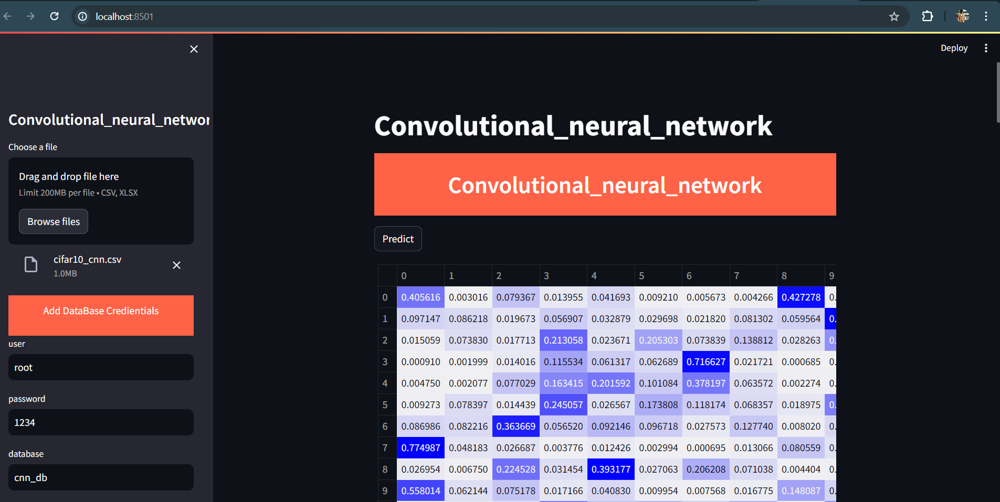 localhost:8501
Deploy
Convolutional_neural_networ
Choose a file
Drag and drop file here
Limit 200MB per file • CSV, XLSX
Browse files
cifar10_cnn.csv
1.0MB
Add DataBase Credientials
user
root
password
1234
database
cnn_db
Convolutional_neural_network
Convolutional_neural_network
Predict
0 1 2 3 4 5 6 7 8 9
0 0.405616 0.003016 0.079367 0.013955 0.041693 0.009210 0.005673 0.004266 0.427278 0.
1 0.097147 0.086218 0.019673 0.056907 0.032879 0.029698 0.021820 0.081302 0.059564 0.
2 0.015059 0.073830 0.017713 0.213058 0.023671 0.205303 0.073839 0.138812 0.028263 0.
3 0.000910 0.001999 0.014016 0.115534 0.061317 0.062689 0.716627 0.021721 0.000685 0.
4 0.004750 0.002077 0.077029 0.163415 0.201592 0.101084 0.378197 0.063572 0.002274 0.
5 0.009273 0.078397 0.014439 0.245057 0.026567 0.173808 0.118174 0.068357 0.018975 0.
6 0.086986 0.082216 0.363669 0.056520 0.092146 0.096718 0.027573 0.127740 0.008020 0.
7 0.774987 0.048183 0.026687 0.003776 0.012426 0.002994 0.000695 0.013066 0.080559 0.
8 0.026954 0.006750 0.224528 0.031454 0.393177 0.027063 0.206208 0.071038 0.004404 0.
9 0.558014 0.062144 0.075178 0.017166 0.040830 0.009954 0.007568 0.016775 0.148087 0.